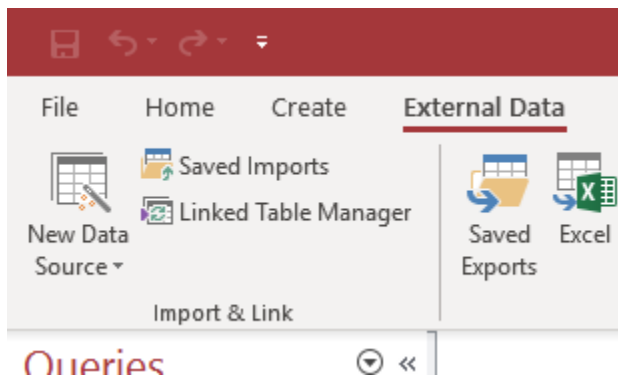 File Home Create External Data
Saved Imports
Linked Table Manager
New Data
Source
Saved
Exports
Excel
Import & Link
Queries